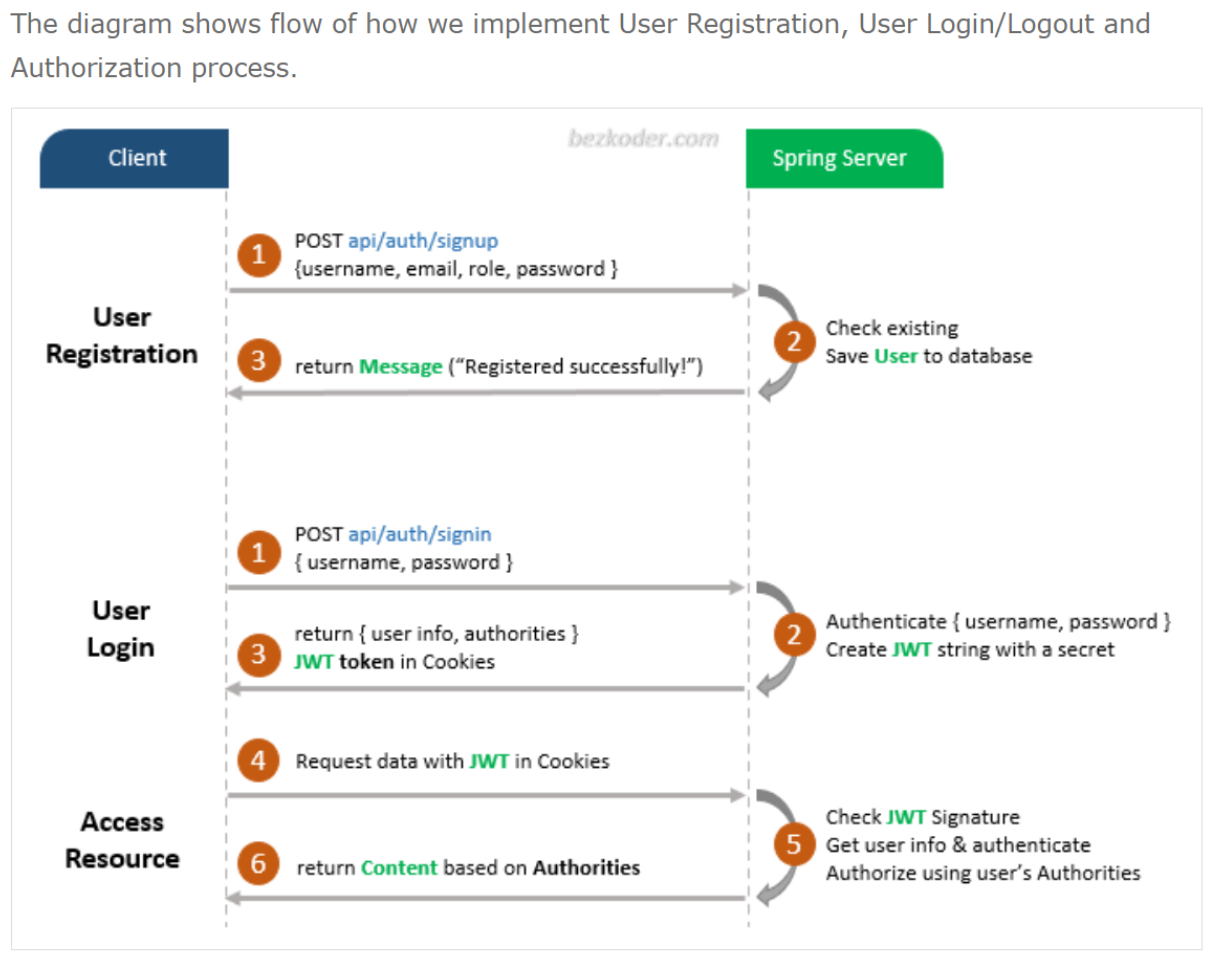 The diagram shows flow of how we implement User Registration, User Login/Logout and
Authorization process.
bezkoder.com
Client
Spring Server
User
Registration
1
POST api/auth/signup
{username, email, role, password }
2
Check existing
Save User to database
3
return Message (“Registered successfully!”)
User
Login
1
POST api/auth/signin
{ username, password }
2
Authenticate { username, password }
Create JWT string with a secret
3
return { user info, authorities }
JWT token in Cookies
Access
Resource
4
Request data with JWT in Cookies
5
Check JWT Signature
Get user info & authenticate
Authorize using user’s Authorities
6
return Content based on Authorities